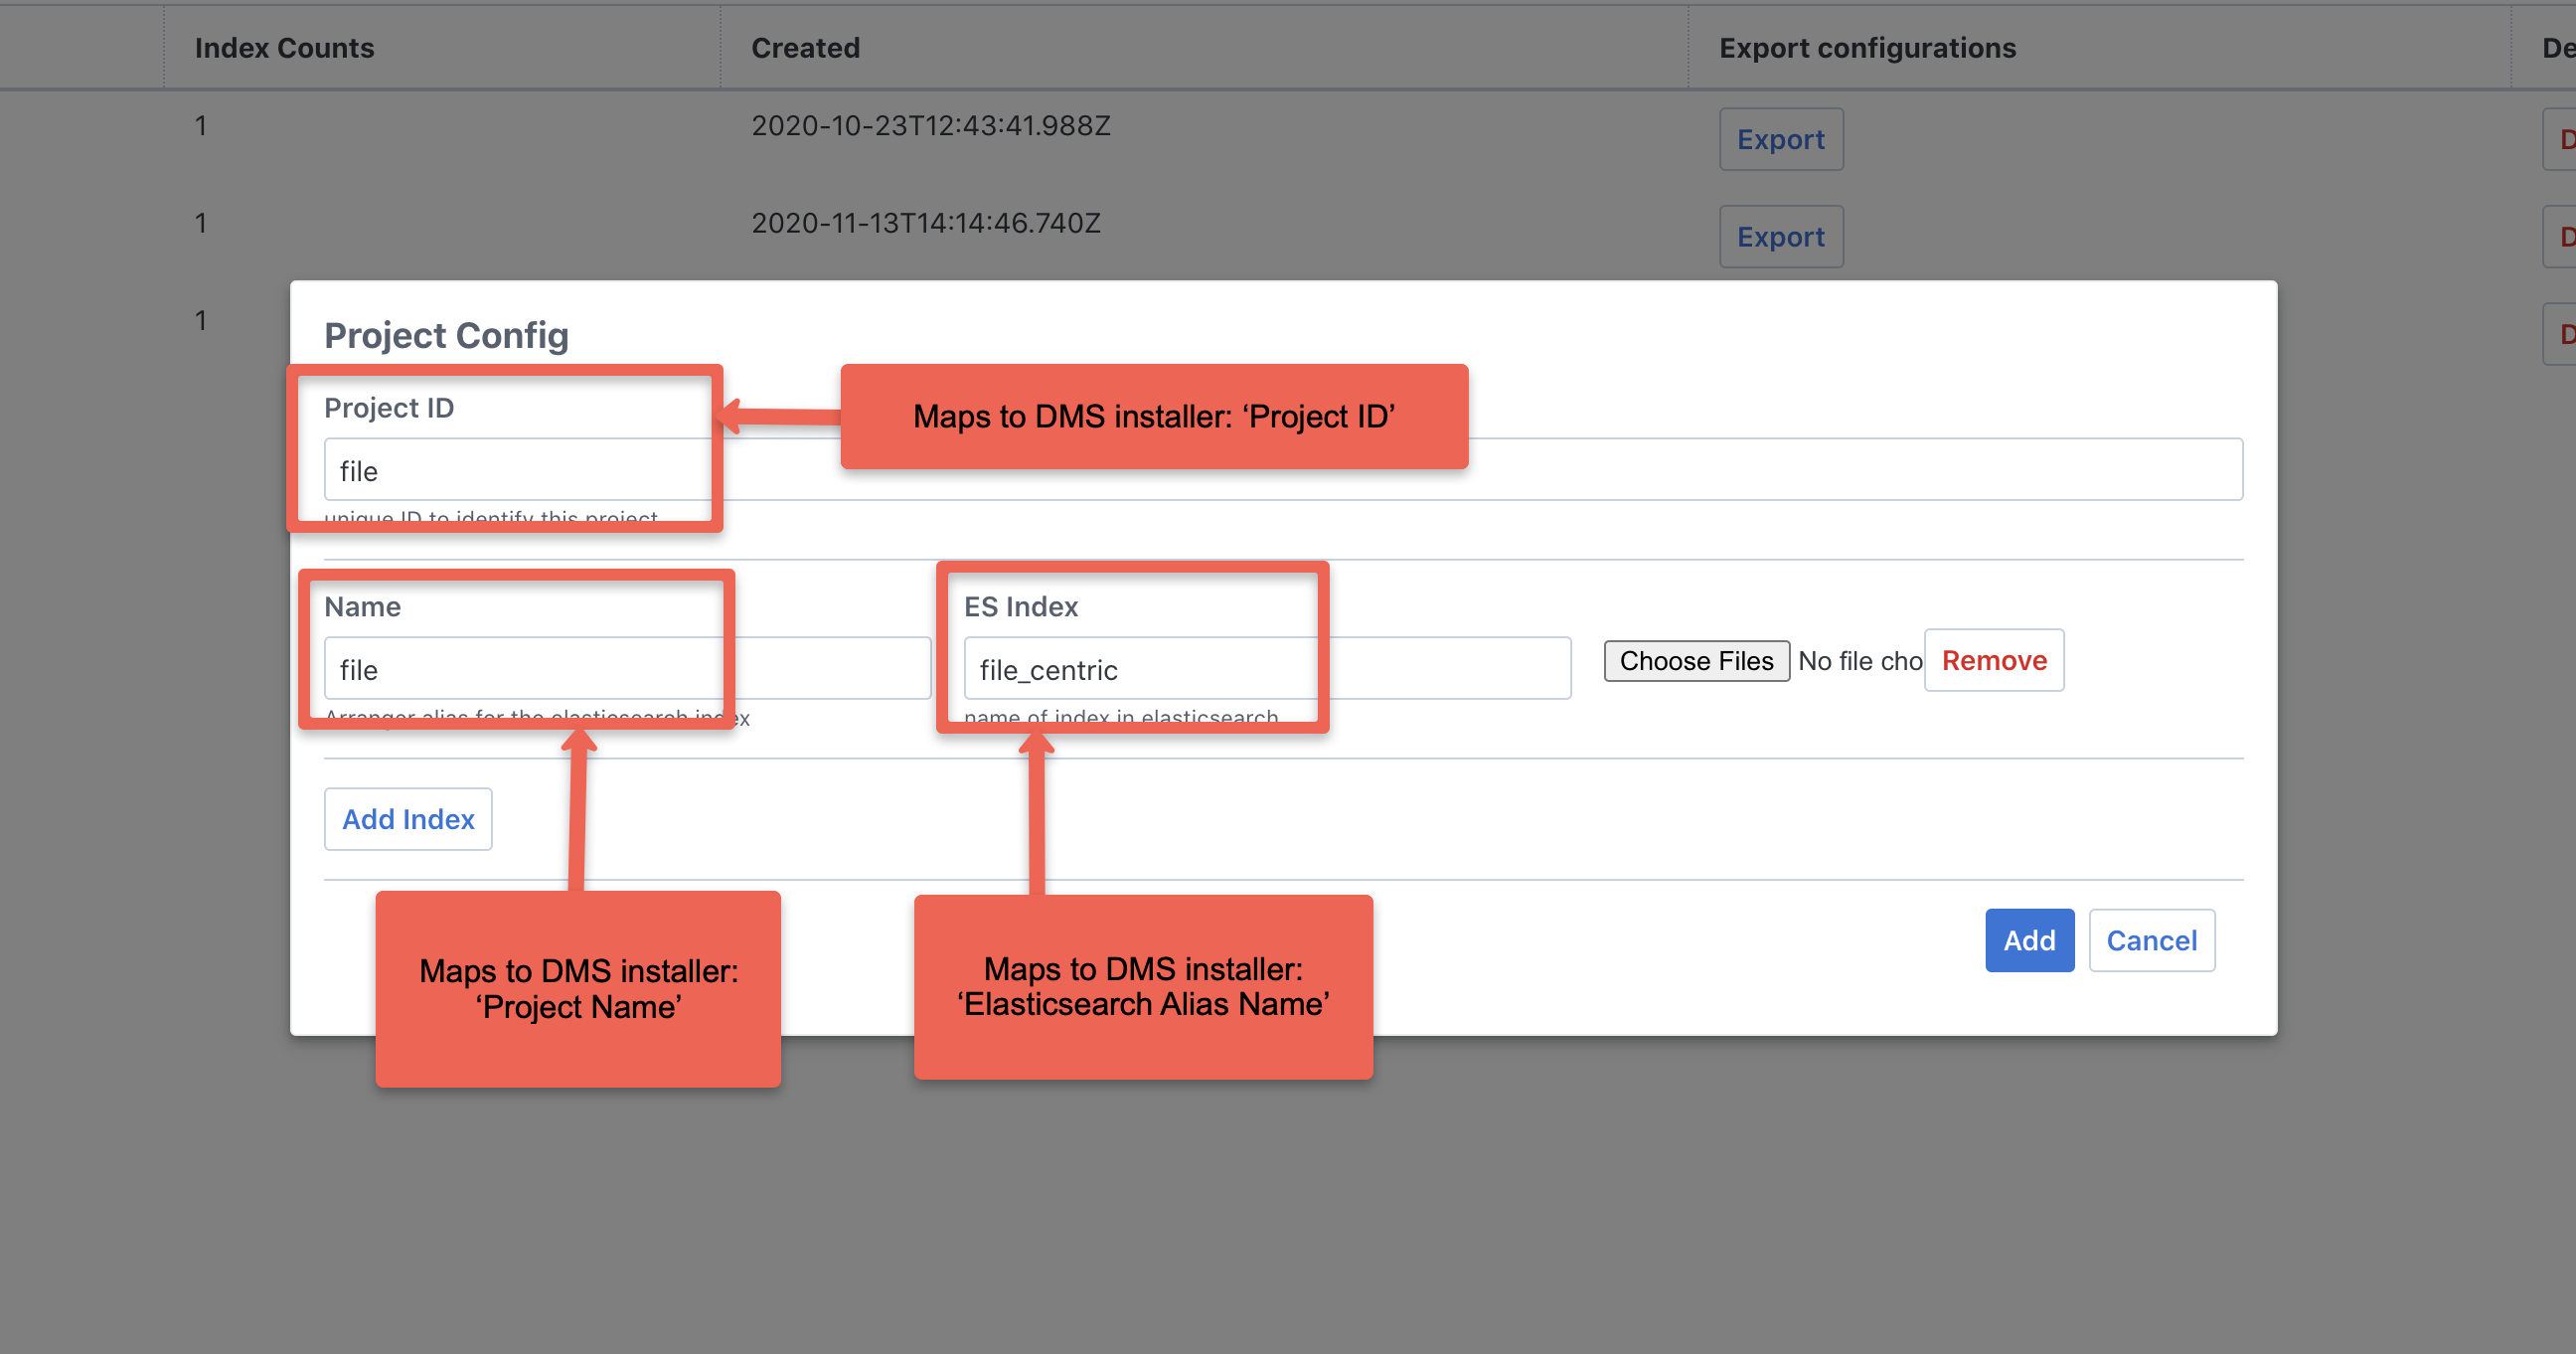 Index Counts Created Export configurations
1 2020-10-23T12:43:41.988Z Export
1 2020-11-13T14:14:46.740Z Export
1
Project Config
Project ID
Maps to DMS installer: ‘Project ID’
file
unique ID to identify this project
Name ES Index
file file_centric Choose Files No file cho Remove
Arranger alias for the elasticsearch index name of index in elasticsearch
Add Index
Add Cancel
Maps to DMS installer:
‘Project Name’
Maps to DMS installer:
‘Elasticsearch Alias Name’